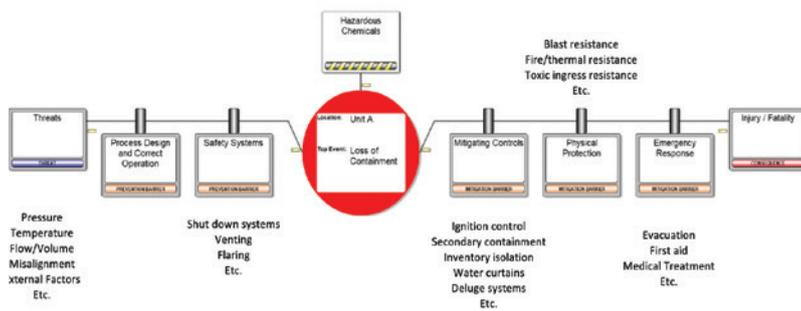 Hazardous
Chemicals
Blast resistance
Fire/thermal resistance
Toxic ingress resistance
Etc.
Threats
THREAT
Process Design
and Correct
Operation
PREVENTION BARRIER
Safety Systems
PREVENTION BARRIER
Location: Unit A
Top Event: Loss of
Containment
Mitigating Controls
MITIGATION BARRIER
Physical
Protection
MITIGATION BARRIER
Emergency
Response
MITIGATION BARRIER
Injury / Fatality
CONSEQUENCE
Pressure
Temperature
Flow/Volume
Misalignment
xternal Factors
Etc.
Shut down systems
Venting
Flaring
Etc.
Ignition control
Secondary containment
Inventory isolation
Water curtains
Deluge systems
Etc.
Evacuation
First aid
Medical Treatment
Etc.